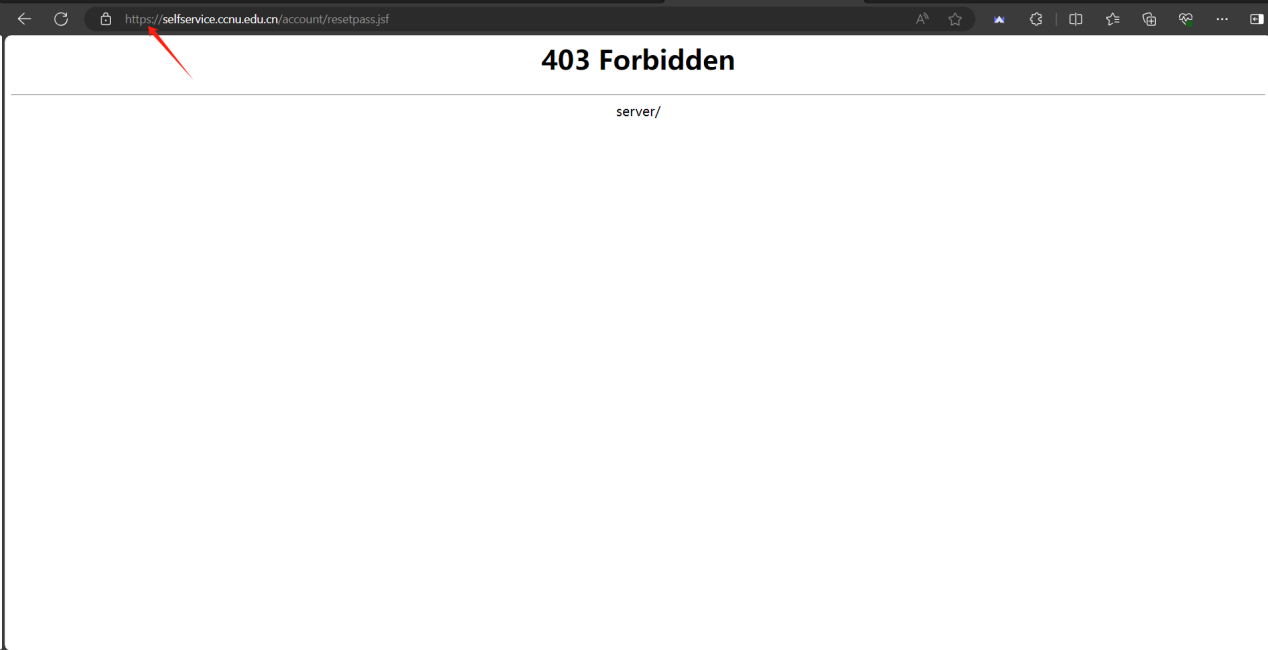 https://selfservice.ccnu.edu.cn/account/resetpass.jsf
403 Forbidden
server/